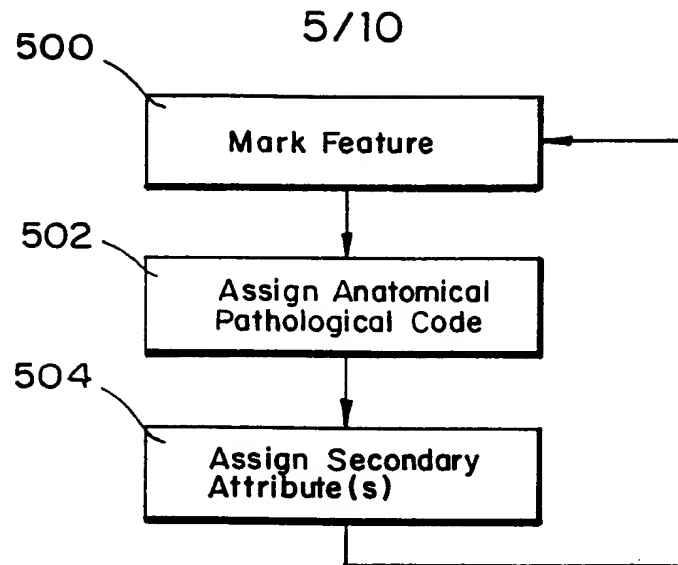 5/10
500
Mark Feature
502
Assign Anatomical
Pathological Code
504
Assign Secondary
Attribute(s)